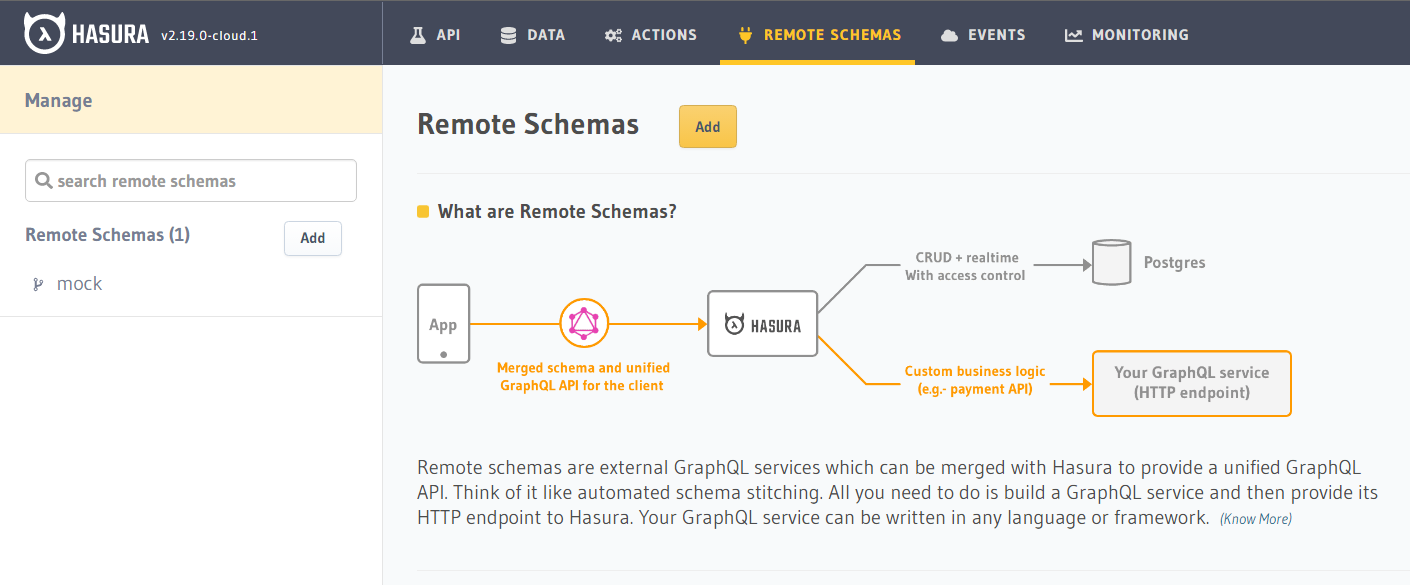 HASURA v2.19.0-cloud.1
API
DATA
ACTIONS
REMOTE SCHEMAS
EVENTS
MONITORING
Manage
search remote schemas
Remote Schemas (1)
Add
mock
Remote Schemas
Add
What are Remote Schemas?
App
Merged schema and unified
GraphQL API for the client
HASURA
CRUD + realtime
With access control
Postgres
Custom business logic
(e.g.- payment API)
Your GraphQL service
(HTTP endpoint)
Remote schemas are external GraphQL services which can be merged with Hasura to provide a unified GraphQL
API. Think of it like automated schema stitching. All you need to do is build a GraphQL service and then provide its
HTTP endpoint to Hasura. Your GraphQL service can be written in any language or framework. (Know More)